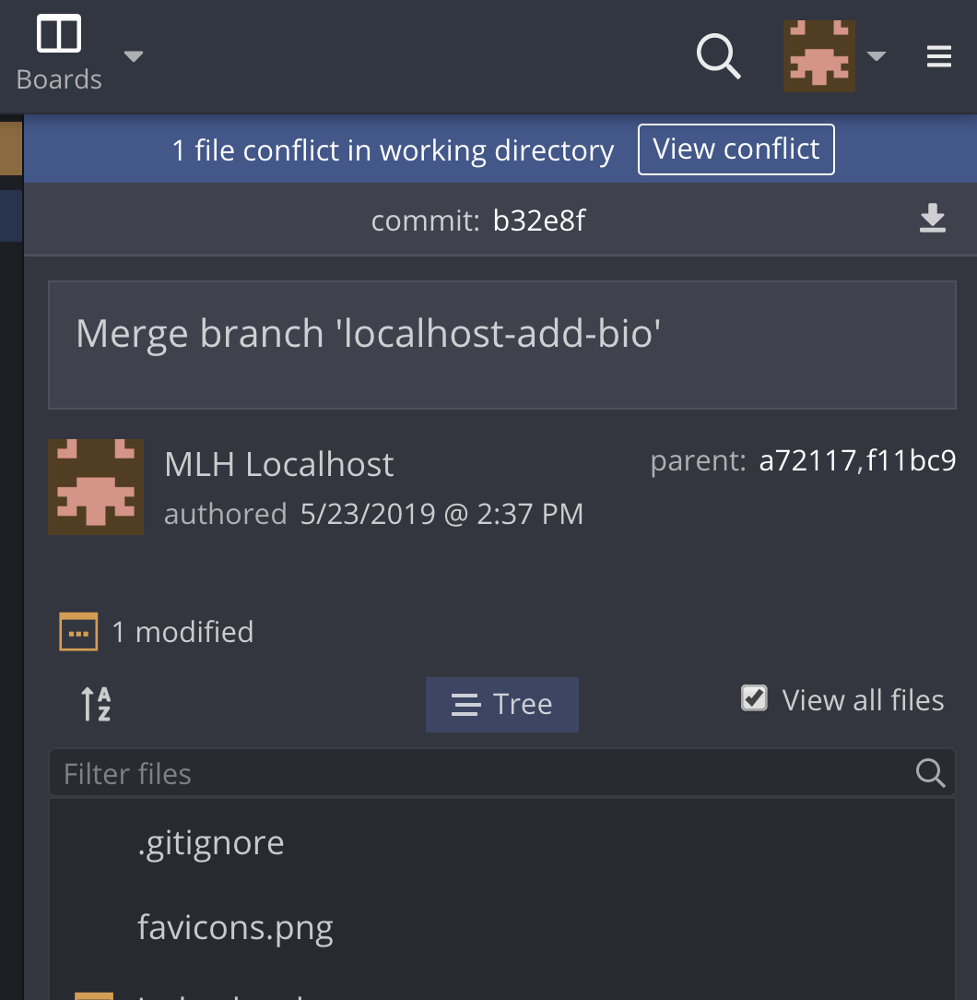 Boards
1 file conflict in working directory View conflict
commit: b32e8f
Merge branch 'localhost-add-bio'
MLH Localhost
parent: a72117,f11bc9
authored 5/23/2019 @ 2:37 PM
1 modified
A
Z
Tree
View all files
Filter files
.gitignore
favicons.png